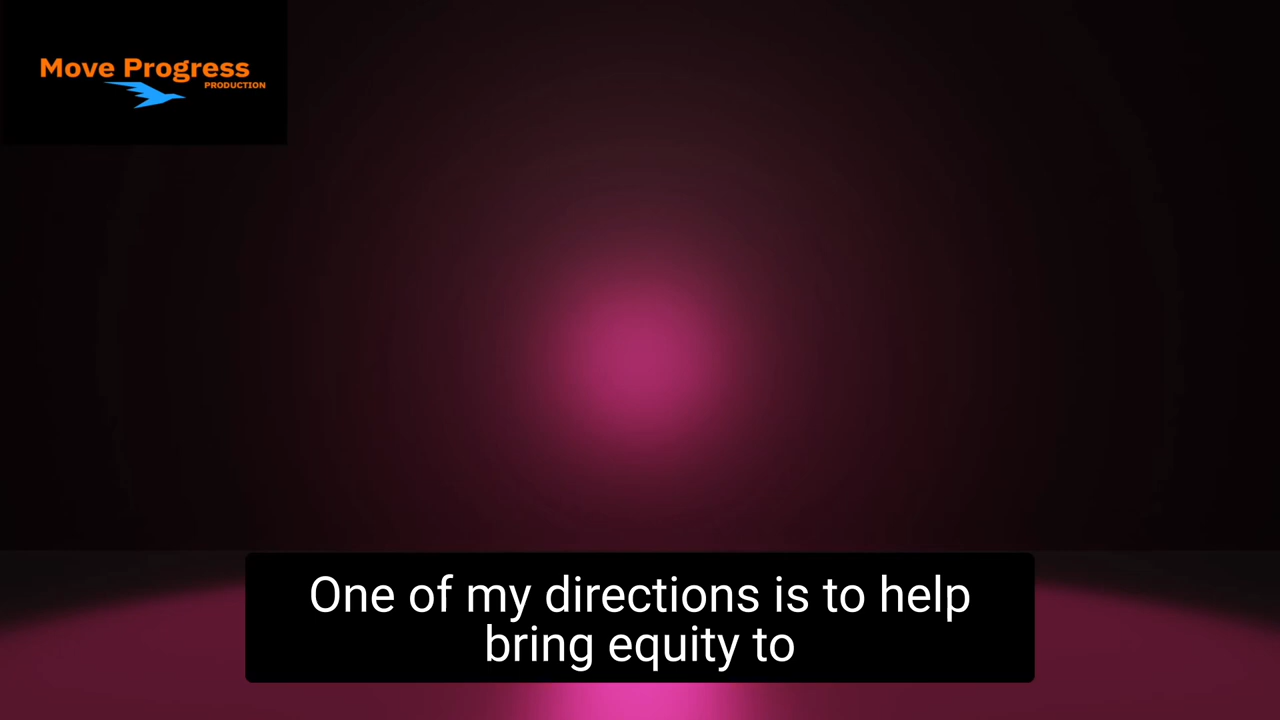 Move Progress
PRODUCTION
One of my directions is to help
bring equity to